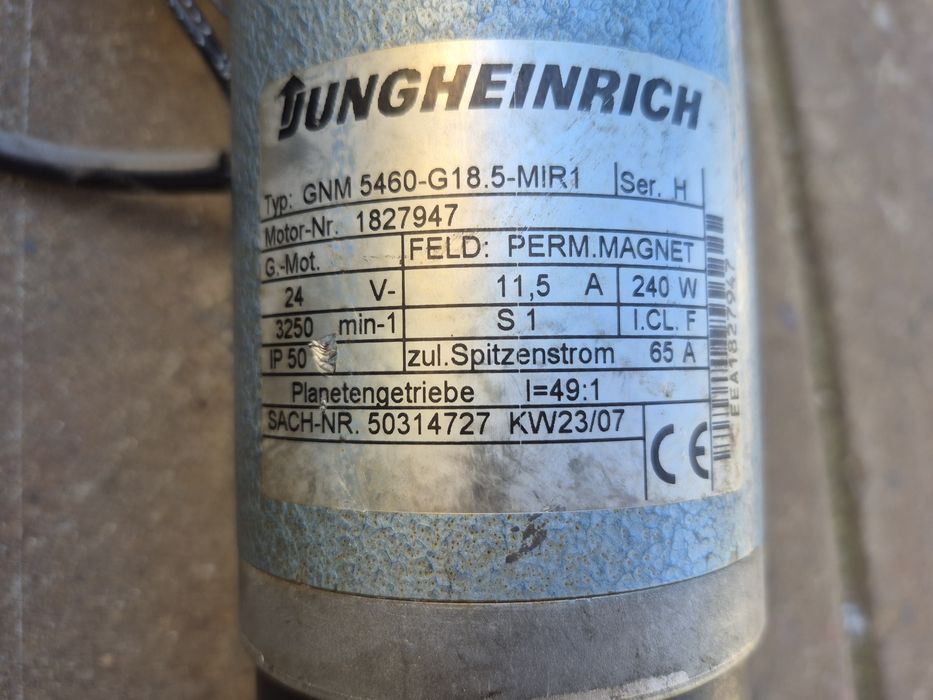 JUNGHEINRICH
Typ: GNM 5460-G18.5-MIR1 Ser. H
Motor-Nr. 1827947
G.-Mot. FELD: PERM.MAGNET
24 V- 11,5 A 240 W
3250 min-1 S 1 I.CL. F
IP 50 zul.Spitzenstrom 65 A
Planetengetriebe I=49:1
SACH-NR. 50314727 KW23/07
CE
EEA1827947